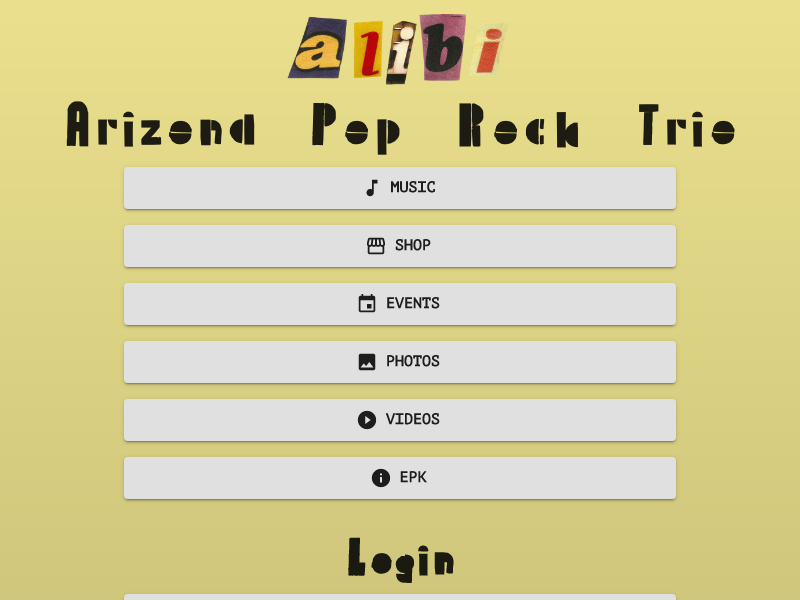 alibi
Arizona Pop Rock Trio
MUSIC
SHOP
EVENTS
PHOTOS
VIDEOS
EPK
Login